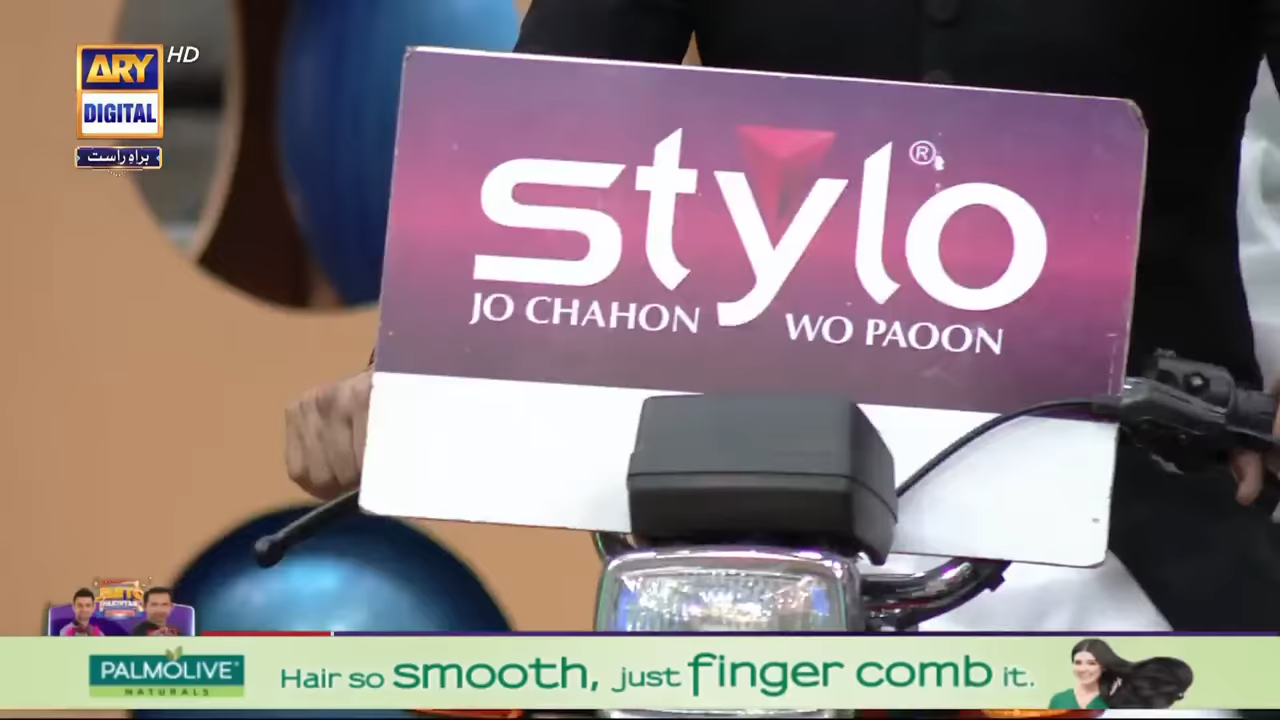 ARY
DIGITAL
HD
براہِ راست
stylo®
JO CHAHON WO PAOON
PALMOLIVE®
NATURALS
Hair so smooth, just finger comb it.